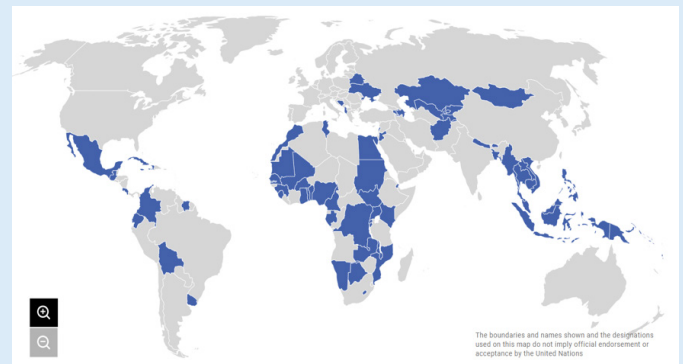 The boundaries and names shown and the designations
used on this map do not imply official endorsement or
acceptance by the United Nations